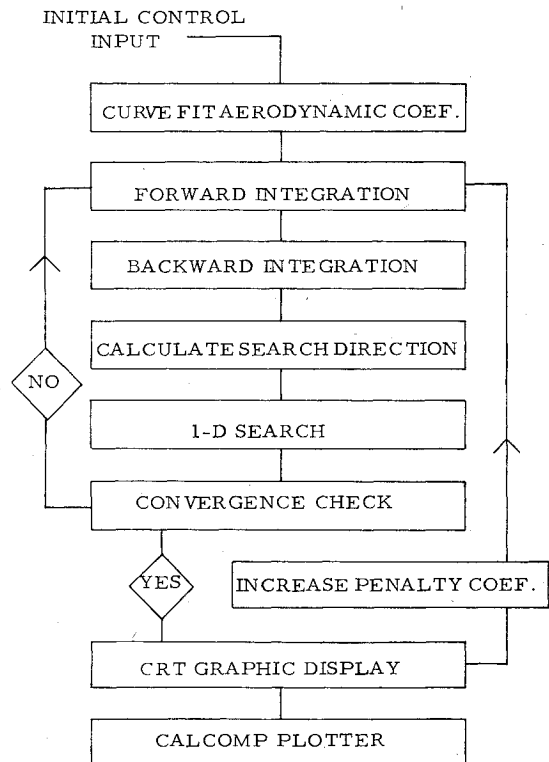 INITIAL CONTROL
INPUT
CURVE FIT AERODYNAMIC COEF.
FORWARD INTEGRATION
BACKWARD INTEGRATION
CALCULATE SEARCH DIRECTION
NO
1-D SEARCH
CONVERGENCE CHECK
YES
INCREASE PENALTY COEF.
CRT GRAPHIC DISPLAY
CALCOMP PLOTTER